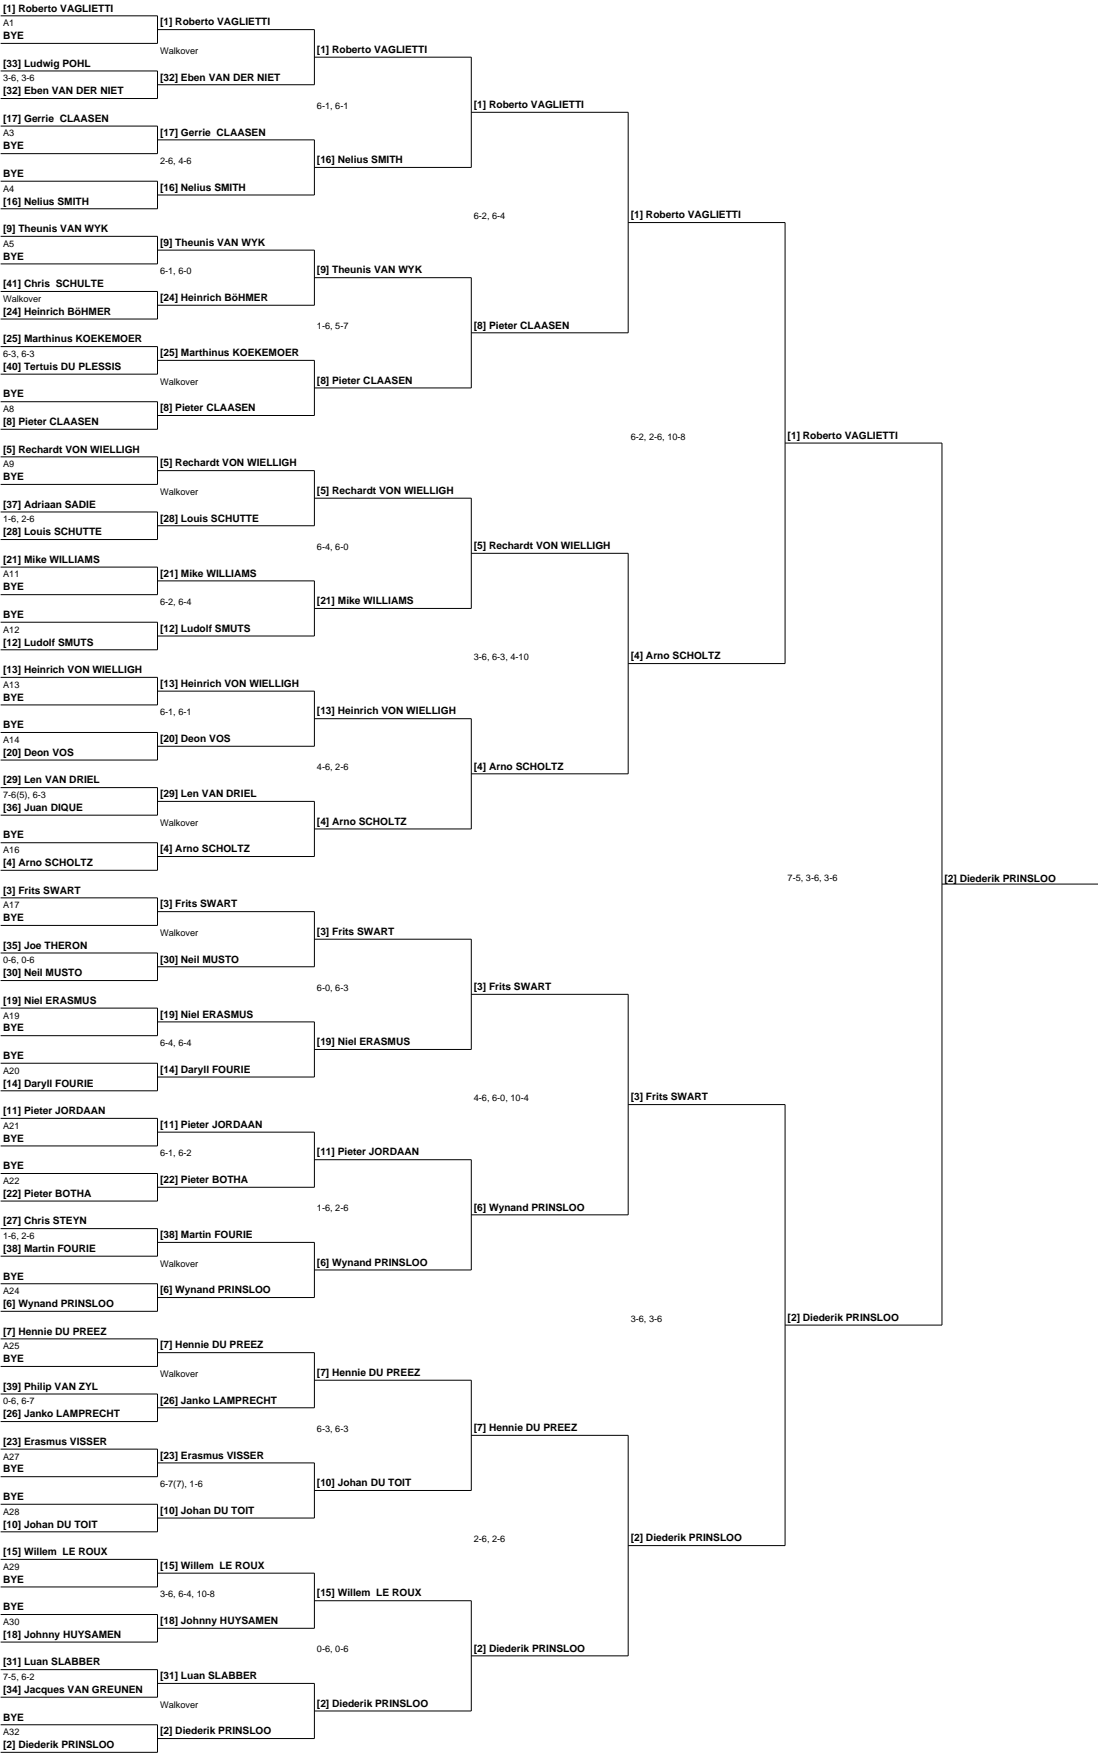 [1] Roberto VAGLIETTI
A1
[1] Roberto VAGLIETTI
BYE
Walkover
[1] Roberto VAGLIETTI
[33] Ludwig POHL
3-6, 3-6
[32] Eben VAN DER NIET
[32] Eben VAN DER NIET
6-1, 6-1
[1] Roberto VAGLIETTI
[17] Gerrie  CLAASEN
A3
[17] Gerrie  CLAASEN
BYE
2-6, 4-6
[16] Nelius SMITH
BYE
A4
[16] Nelius SMITH
[16] Nelius SMITH
6-2, 6-4
[1] Roberto VAGLIETTI
[9] Theunis VAN WYK
A5
[9] Theunis VAN WYK
BYE
6-1, 6-0
[9] Theunis VAN WYK
[41] Chris  SCHULTE
Walkover
[24] Heinrich BöHMER
[24] Heinrich BöHMER
1-6, 5-7
[8] Pieter CLAASEN
[25] Marthinus KOEKEMOER
6-3, 6-3
[25] Marthinus KOEKEMOER
[40] Tertuis DU PLESSIS
Walkover
[8] Pieter CLAASEN
BYE
A8
[8] Pieter CLAASEN
[8] Pieter CLAASEN
6-2, 2-6, 10-8
[1] Roberto VAGLIETTI
[5] Rechardt VON WIELLIGH
A9
[5] Rechardt VON WIELLIGH
BYE
Walkover
[5] Rechardt VON WIELLIGH
[37] Adriaan SADIE
1-6, 2-6
[28] Louis SCHUTTE
[28] Louis SCHUTTE
6-4, 6-0
[5] Rechardt VON WIELLIGH
[21] Mike WILLIAMS
A11
[21] Mike WILLIAMS
BYE
6-2, 6-4
[21] Mike WILLIAMS
BYE
A12
[12] Ludolf SMUTS
[12] Ludolf SMUTS
3-6, 6-3, 4-10
[4] Arno SCHOLTZ
[13] Heinrich VON WIELLIGH
A13
[13] Heinrich VON WIELLIGH
BYE
6-1, 6-1
[13] Heinrich VON WIELLIGH
BYE
A14
[20] Deon VOS
[20] Deon VOS
4-6, 2-6
[4] Arno SCHOLTZ
[29] Len VAN DRIEL
7-6(5), 6-3
[29] Len VAN DRIEL
[36] Juan DIQUE
Walkover
[4] Arno SCHOLTZ
BYE
A16
[4] Arno SCHOLTZ
[4] Arno SCHOLTZ
7-5, 3-6, 3-6
[2] Diederik PRINSLOO
[3] Frits SWART
A17
[3] Frits SWART
BYE
Walkover
[3] Frits SWART
[35] Joe THERON
0-6, 0-6
[30] Neil MUSTO
[30] Neil MUSTO
6-0, 6-3
[3] Frits SWART
[19] Niel ERASMUS
A19
[19] Niel ERASMUS
BYE
6-4, 6-4
[19] Niel ERASMUS
BYE
A20
[14] Daryll FOURIE
[14] Daryll FOURIE
4-6, 6-0, 10-4
[3] Frits SWART
[11] Pieter JORDAAN
A21
[11] Pieter JORDAAN
BYE
6-1, 6-2
[11] Pieter JORDAAN
BYE
A22
[22] Pieter BOTHA
[22] Pieter BOTHA
1-6, 2-6
[6] Wynand PRINSLOO
[27] Chris STEYN
1-6, 2-6
[38] Martin FOURIE
[38] Martin FOURIE
Walkover
[6] Wynand PRINSLOO
BYE
A24
[6] Wynand PRINSLOO
[6] Wynand PRINSLOO
3-6, 3-6
[2] Diederik PRINSLOO
[7] Hennie DU PREEZ
A25
[7] Hennie DU PREEZ
BYE
Walkover
[7] Hennie DU PREEZ
[39] Philip VAN ZYL
0-6, 6-7
[26] Janko LAMPRECHT
[26] Janko LAMPRECHT
6-3, 6-3
[7] Hennie DU PREEZ
[23] Erasmus VISSER
A27
[23] Erasmus VISSER
BYE
6-7(7), 1-6
[10] Johan DU TOIT
BYE
A28
[10] Johan DU TOIT
[10] Johan DU TOIT
2-6, 2-6
[2] Diederik PRINSLOO
[15] Willem  LE ROUX
A29
[15] Willem  LE ROUX
BYE
3-6, 6-4, 10-8
[15] Willem  LE ROUX
BYE
A30
[18] Johnny HUYSAMEN
[18] Johnny HUYSAMEN
0-6, 0-6
[2] Diederik PRINSLOO
[31] Luan SLABBER
7-5, 6-2
[31] Luan SLABBER
[34] Jacques VAN GREUNEN
Walkover
[2] Diederik PRINSLOO
BYE
A32
[2] Diederik PRINSLOO
[2] Diederik PRINSLOO